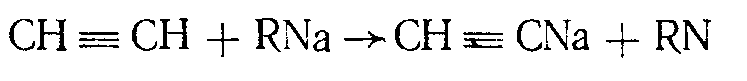 CH≡CH + RNa → CH≡CNa + RN